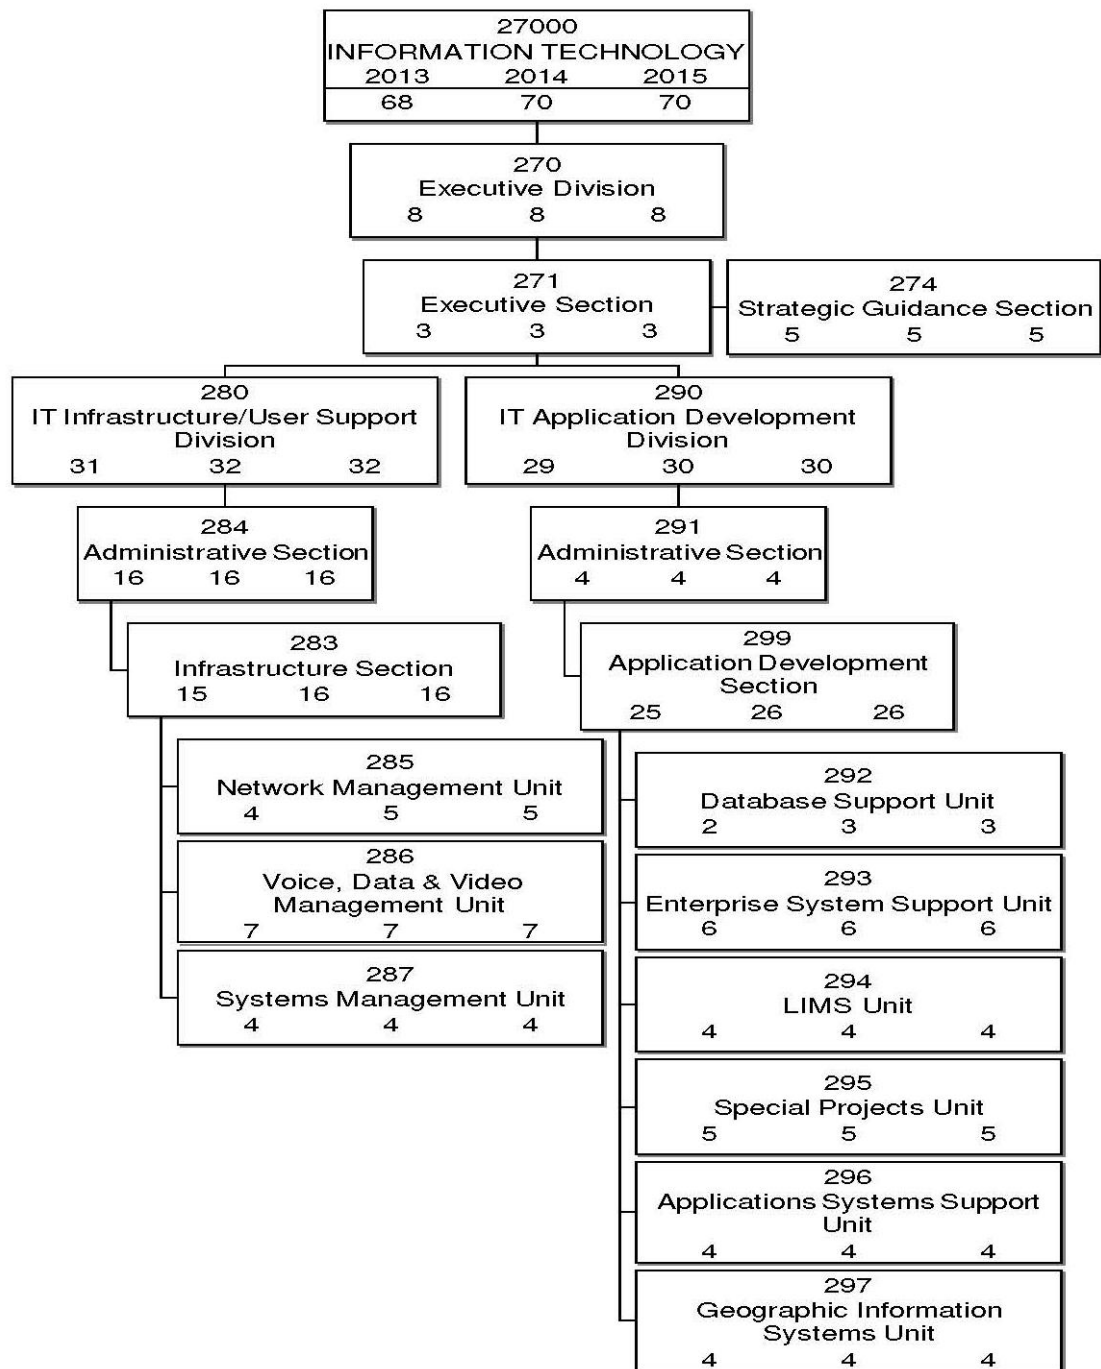 27000
INFORMATION TECHNOLOGY
2013 2014 2015
68 70 70
270
Executive Division
8 8 8
271
Executive Section
3 3 3
274
Strategic Guidance Section
5 5 5
280
IT Infrastructure/User Support
Division
31 32 32
290
IT Application Development
Division
29 30 30
284
Administrative Section
16 16 16
291
Administrative Section
4 4 4
283
Infrastructure Section
15 16 16
299
Application Development
Section
25 26 26
285
Network Management Unit
4 5 5
286
Voice, Data & Video
Management Unit
7 7 7
287
Systems Management Unit
4 4 4
292
Database Support Unit
2 3 3
293
Enterprise System Support Unit
6 6 6
294
LIMS Unit
4 4 4
295
Special Projects Unit
5 5 5
296
Applications Systems Support
Unit
4 4 4
297
Geographic Information
Systems Unit
4 4 4